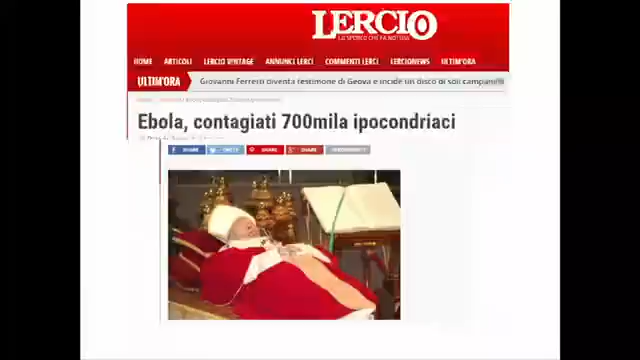 LERCIO
LO SPORCO CHE FA NOTIZIA
HOME ARTICOLI LERCIO VINTAGE ANNUNCI LERCI COMMENTI LERCI LERCIONEWS ULTIM'ORA
ULTIM'ORA Giovanni Ferrero diventa testimone di Geova e incide un disco di soli campanelli
Ebola, contagiati 700mila ipocondriaci
SHARE TWEET SHARE SHARE